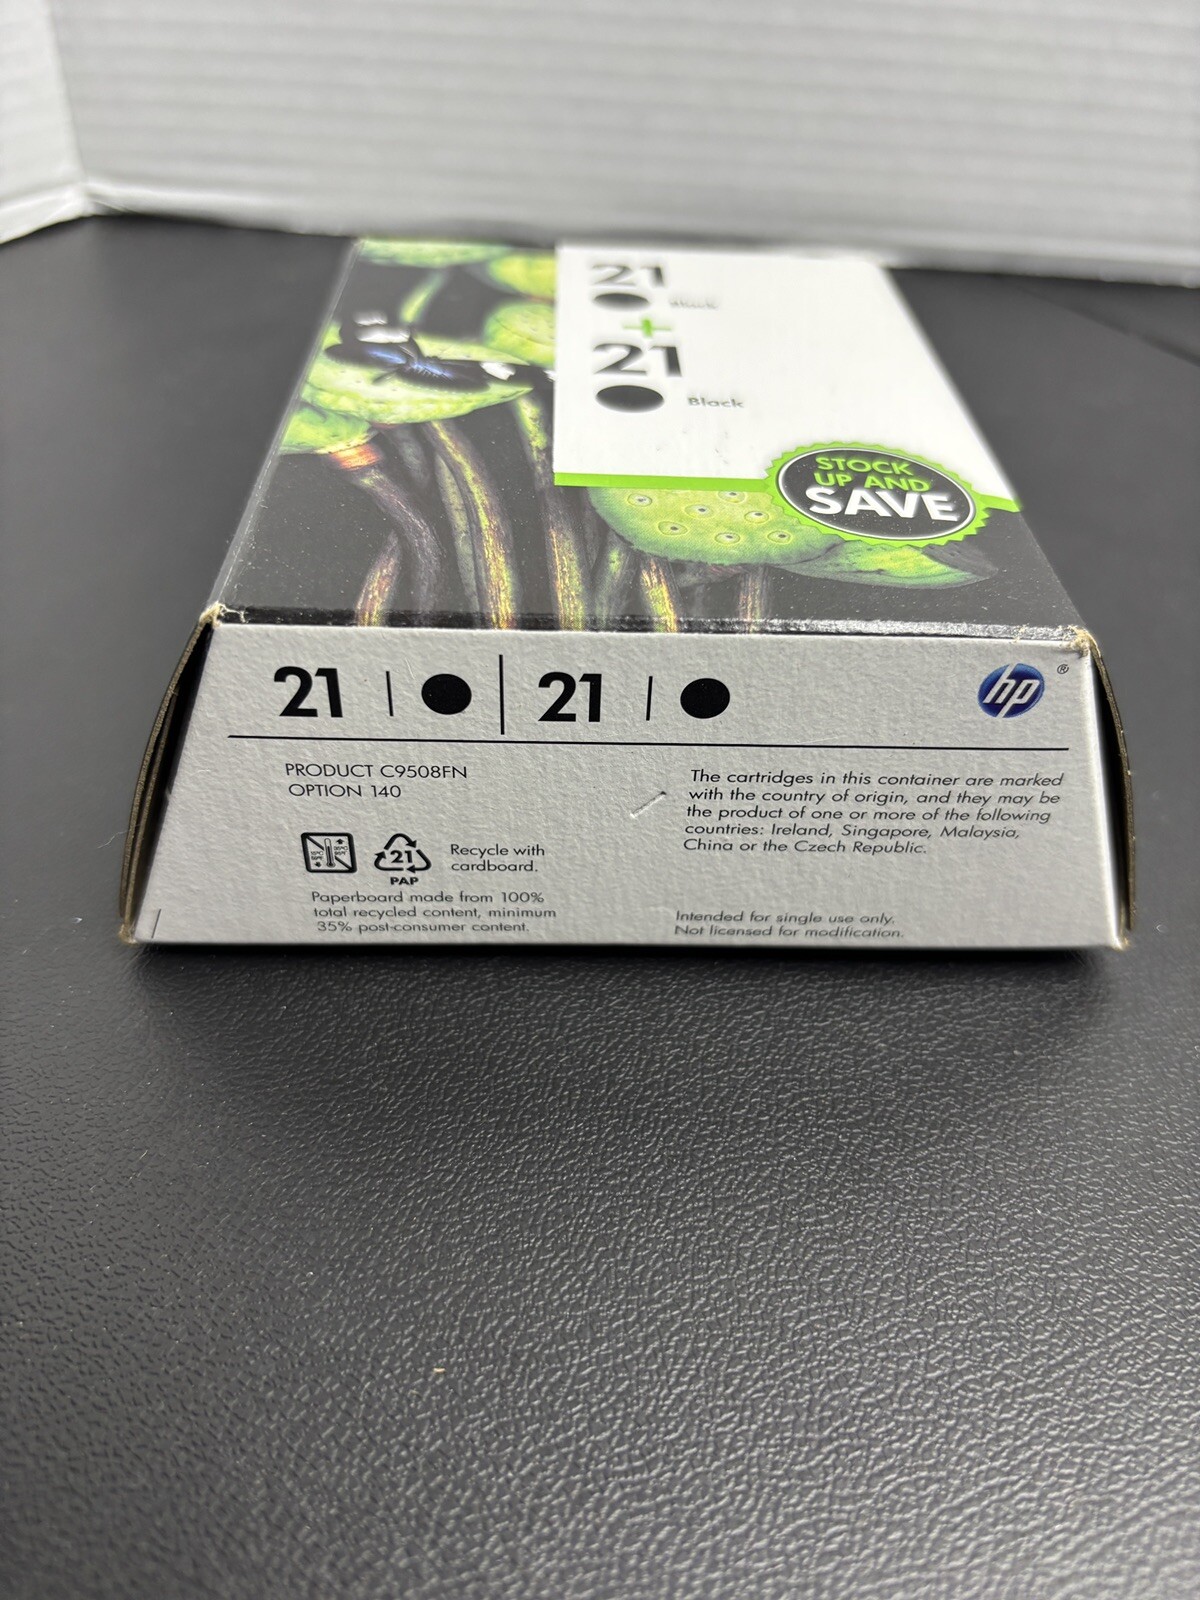 21
Black
+
21
Black
STOCK
UP AND
SAVE
21 | 21 |
hp ®
PRODUCT C9508FN
OPTION 140
21
PAP
Recycle with
cardboard.
Paperboard made from 100%
total recycled content, minimum
35% post-consumer content.
The cartridges in this container are marked
with the country of origin, and they may be
the product of one or more of the following
countries: Ireland, Singapore, Malaysia,
China or the Czech Republic.
Intended for single use only.
Not licensed for modification.